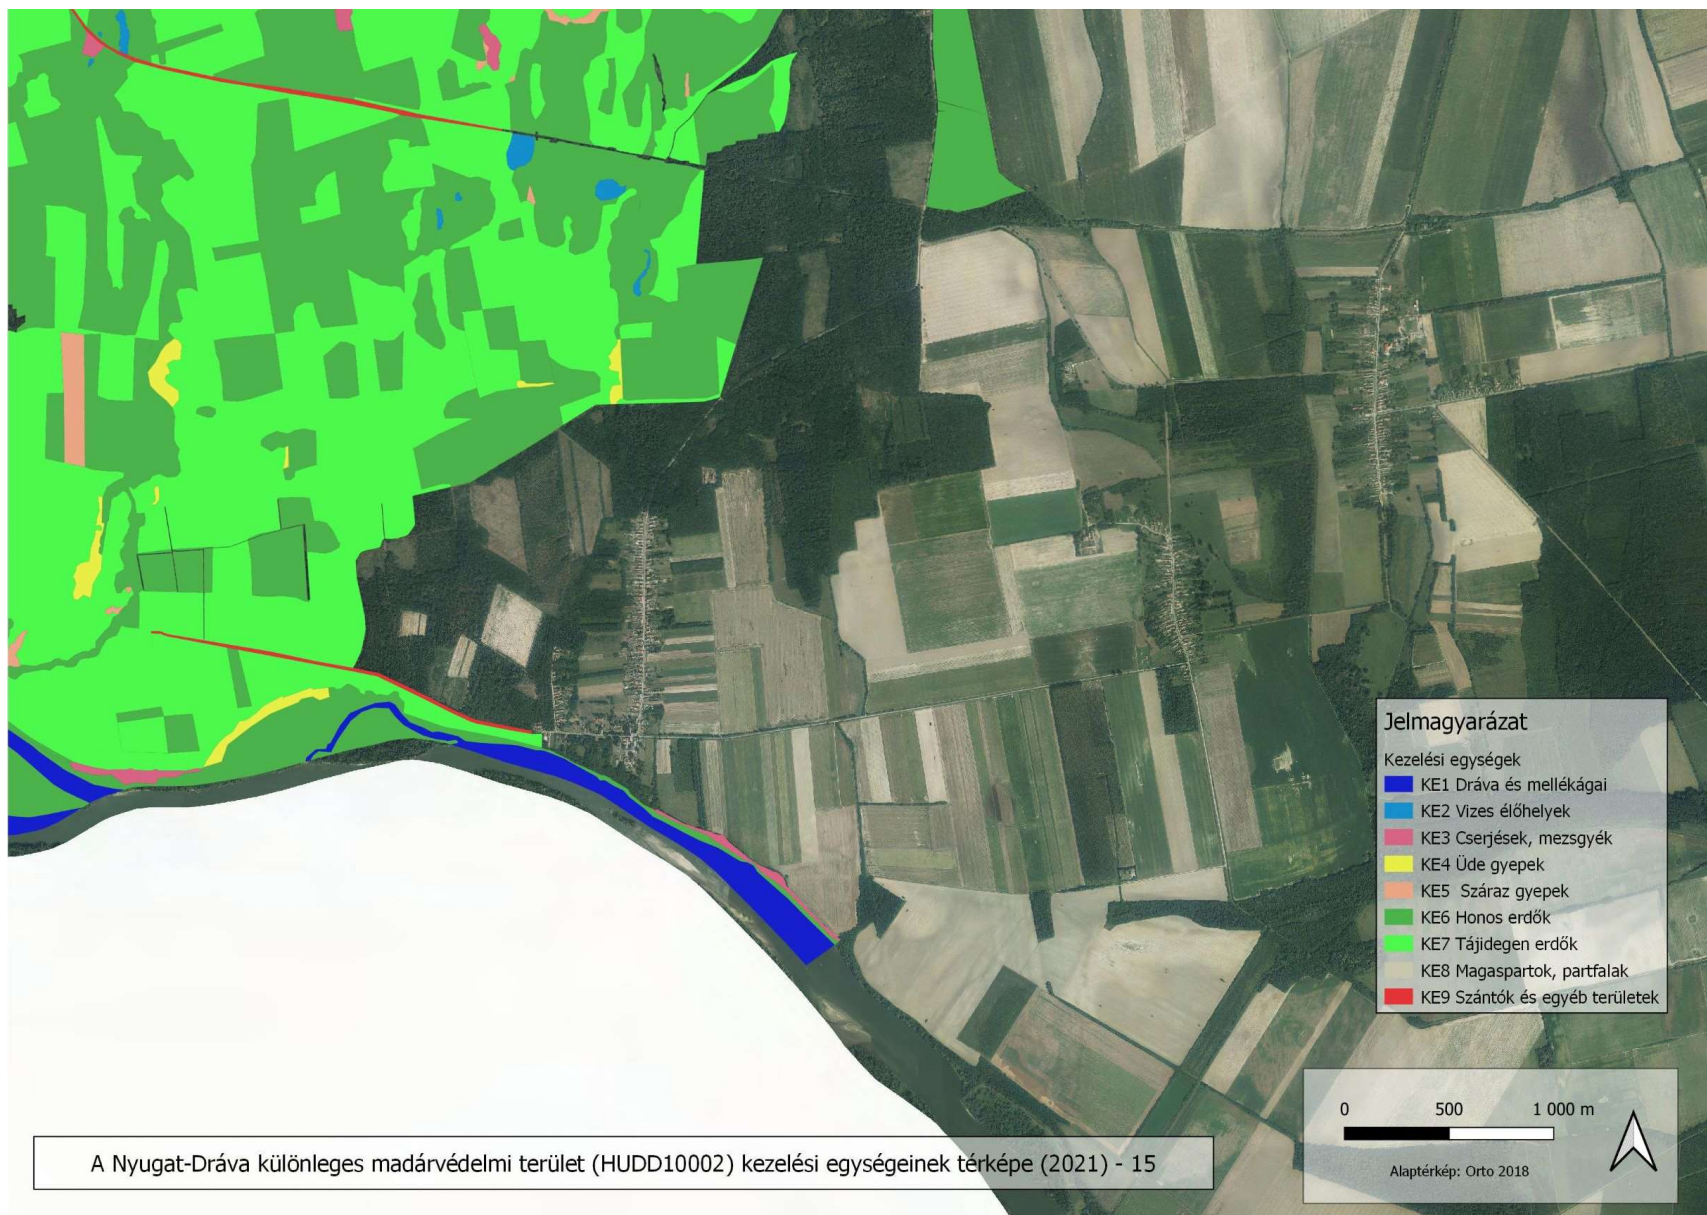 Jelmagyarázat
Kezelési egységek
KE1 Dráva és mellékágai
KE2 Vizes élőhelyek
KE3 Cserjések, mezsgyék
KE4 Üde gyepek
KE5 Száraz gyepek
KE6 Honos erdők
KE7 Tájidegen erdők
KE8 Magaspartok, partfalak
KE9 Szántók és egyéb területek
0 500 1 000 m
Alaptérkép: Orto 2018
A Nyugat-Dráva különleges madárvédelmi terület (HUDD10002) kezelési egységeinek térképe (2021) - 15